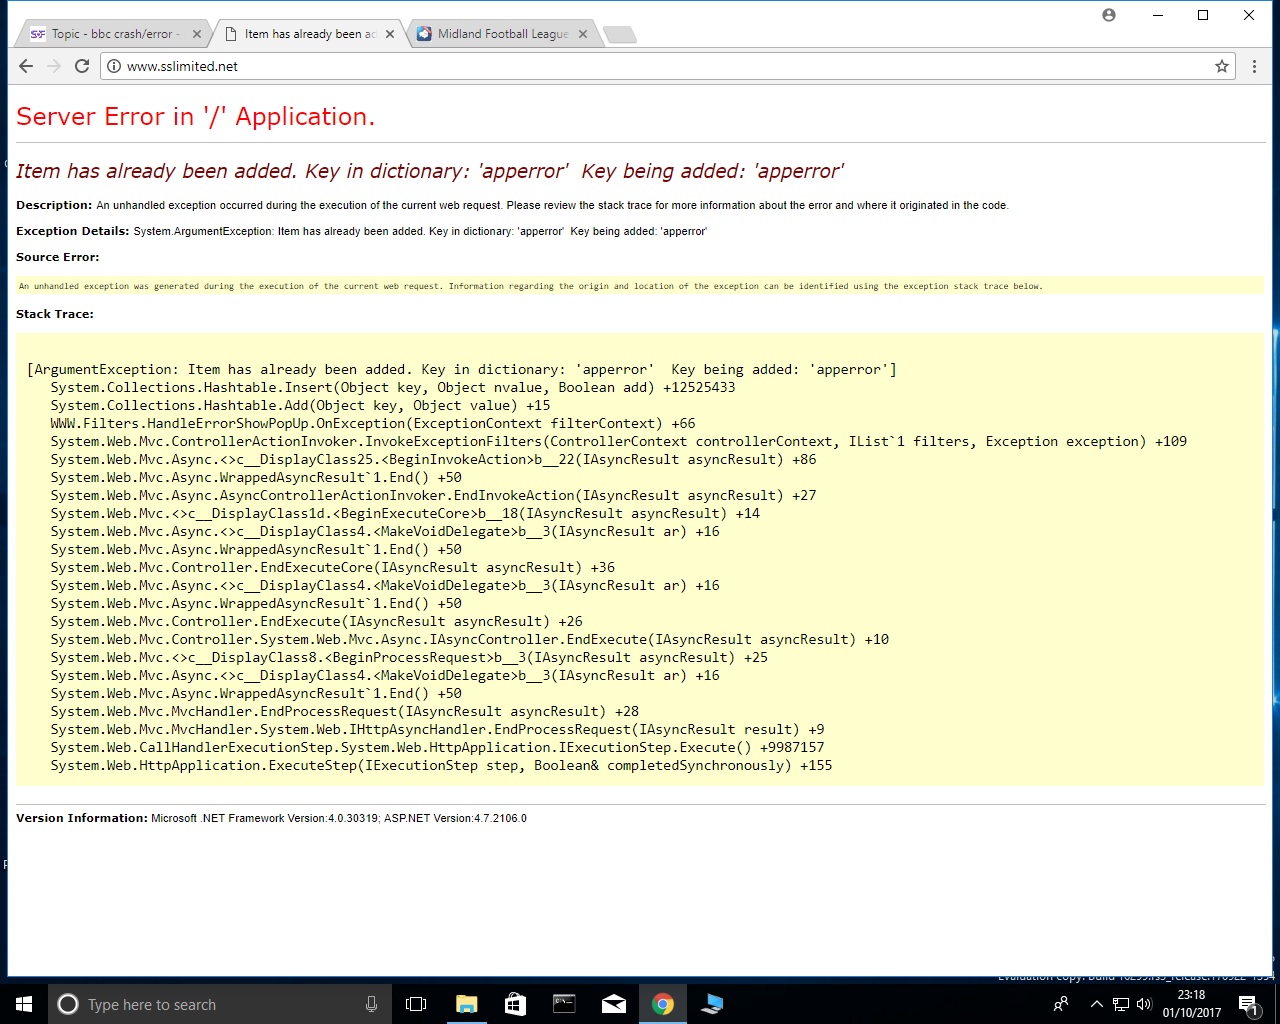 Topic - bbc crash/error -
Item has already been ad
Midland Football League
www.sslimited.net
Server Error in '/' Application.
Item has already been added. Key in dictionary: 'apperror'  Key being added: 'apperror'
Description: An unhandled exception occurred during the execution of the current web request. Please review the stack trace for more information about the error and where it originated in the code.
Exception Details: System.ArgumentException: Item has already been added. Key in dictionary: 'apperror'  Key being added: 'apperror'
Source Error:
An unhandled exception was generated during the execution of the current web request. Information regarding the origin and location of the exception can be identified using the exception stack trace below.
Stack Trace:
[ArgumentException: Item has already been added. Key in dictionary: 'apperror'  Key being added: 'apperror']
System.Collections.Hashtable.Insert(Object key, Object nvalue, Boolean add) +12525433
System.Collections.Hashtable.Add(Object key, Object value) +15
WWW.Filters.HandleErrorShowPopUp.OnException(ExceptionContext filterContext) +66
System.Web.Mvc.ControllerActionInvoker.InvokeExceptionFilters(ControllerContext controllerContext, IList`1 filters, Exception exception) +109
System.Web.Mvc.Async.<>c__DisplayClass25.<BeginInvokeAction>b__22(IAsyncResult asyncResult) +86
System.Web.Mvc.Async.WrappedAsyncResult`1.End() +50
System.Web.Mvc.Async.AsyncControllerActionInvoker.EndInvokeAction(IAsyncResult asyncResult) +27
System.Web.Mvc.<>c__DisplayClass1d.<BeginExecuteCore>b__18(IAsyncResult asyncResult) +14
System.Web.Mvc.Async.<>c__DisplayClass4.<MakeVoidDelegate>b__3(IAsyncResult ar) +16
System.Web.Mvc.Async.WrappedAsyncResult`1.End() +50
System.Web.Mvc.Controller.EndExecuteCore(IAsyncResult asyncResult) +36
System.Web.Mvc.Async.<>c__DisplayClass4.<MakeVoidDelegate>b__3(IAsyncResult ar) +16
System.Web.Mvc.Async.WrappedAsyncResult`1.End() +50
System.Web.Mvc.Controller.EndExecute(IAsyncResult asyncResult) +26
System.Web.Mvc.Controller.System.Web.Mvc.Async.IAsyncController.EndExecute(IAsyncResult asyncResult) +10
System.Web.Mvc.<>c__DisplayClass8.<BeginProcessRequest>b__3(IAsyncResult asyncResult) +25
System.Web.Mvc.Async.<>c__DisplayClass4.<MakeVoidDelegate>b__3(IAsyncResult ar) +16
System.Web.Mvc.Async.WrappedAsyncResult`1.End() +50
System.Web.Mvc.MvcHandler.EndProcessRequest(IAsyncResult asyncResult) +28
System.Web.Mvc.MvcHandler.System.Web.IHttpAsyncHandler.EndProcessRequest(IAsyncResult result) +9
System.Web.CallHandlerExecutionStep.System.Web.HttpApplication.IExecutionStep.Execute() +9987157
System.Web.HttpApplication.ExecuteStep(IExecutionStep step, Boolean& completedSynchronously) +155
Version Information: Microsoft .NET Framework Version:4.0.30319; ASP.NET Version:4.7.2106.0
Type here to search
23:18
01/10/2017
1